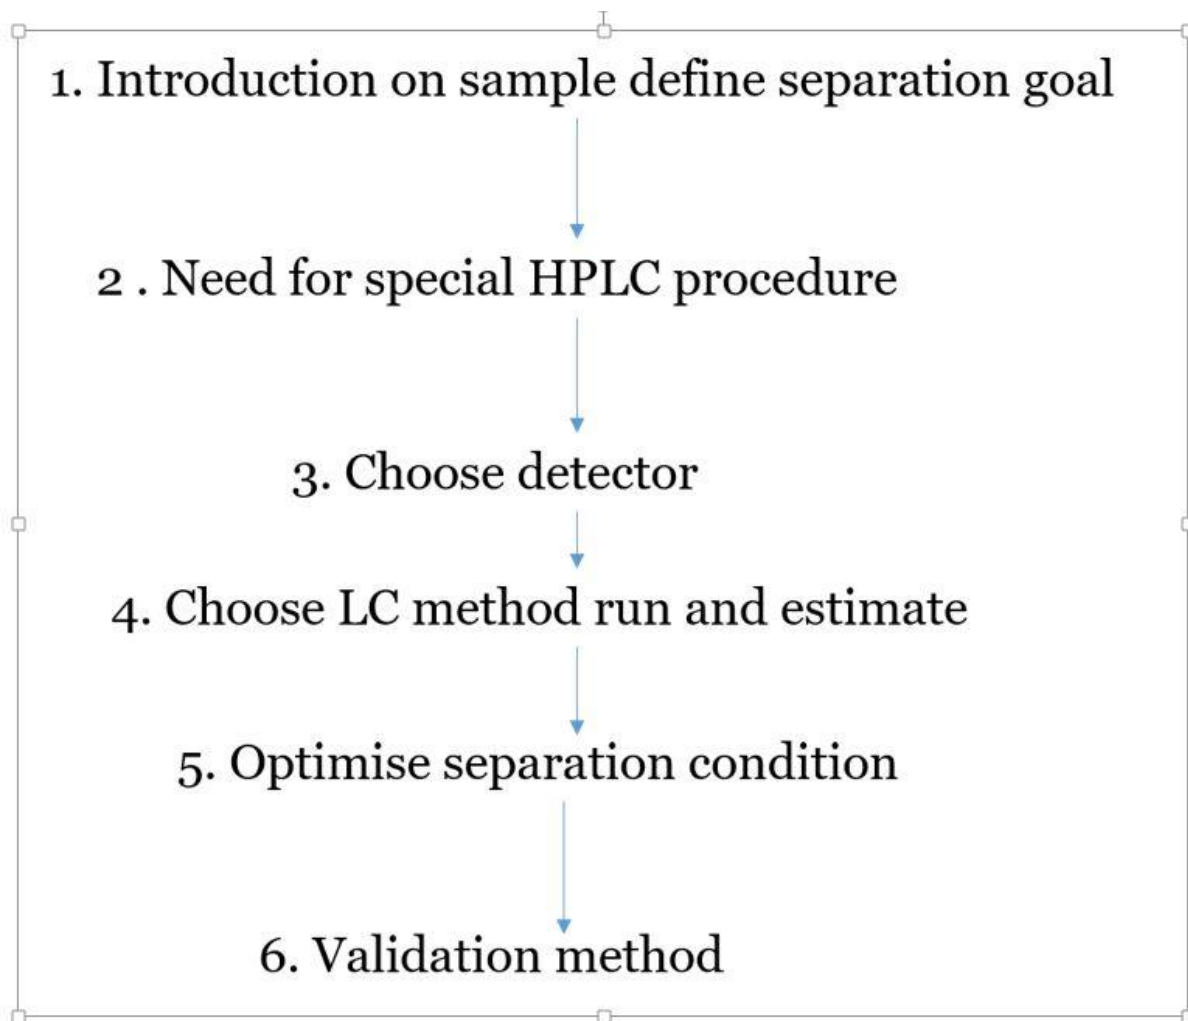 1. Introduction on sample define separation goal
2 . Need for special HPLC procedure
3. Choose detector
4. Choose LC method run and estimate
5. Optimise separation condition
6. Validation method